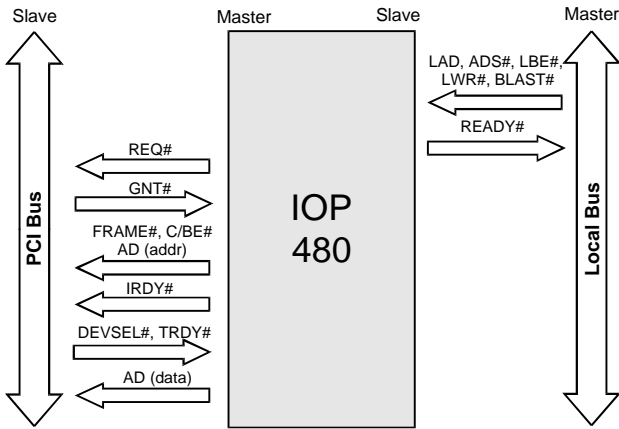 Slave
Master
Slave
Master
LAD, ADS#, LBE#,
LWR#, BLAST#
READY#
REQ#
GNT#
FRAME#, C/BE#
AD (addr)
IRDY#
DEVSEL#, TRDY#
AD (data)
PCI Bus
IOP
480
Local Bus